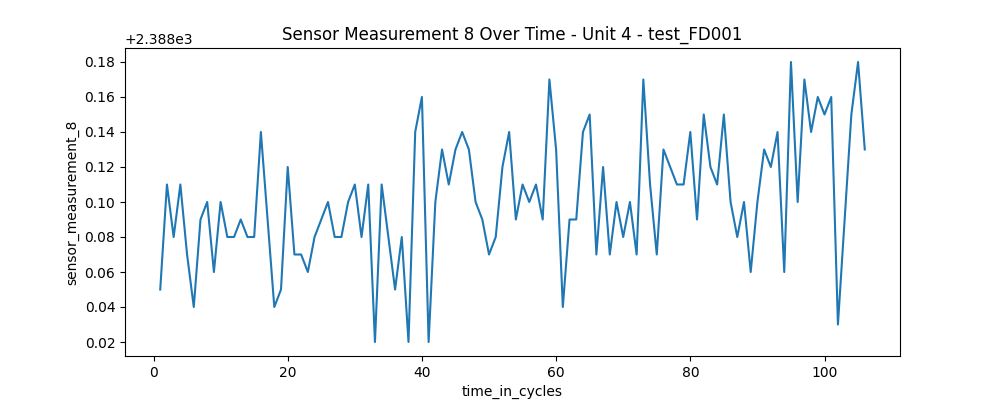 Sensor Measurement 8 Over Time - Unit 4 - test_FD001
+2.388e3
0.18
0.16
0.14
0.12
0.10
0.08
0.06
0.04
0.02
sensor_measurement_8
0 20 40 60 80 100
time_in_cycles